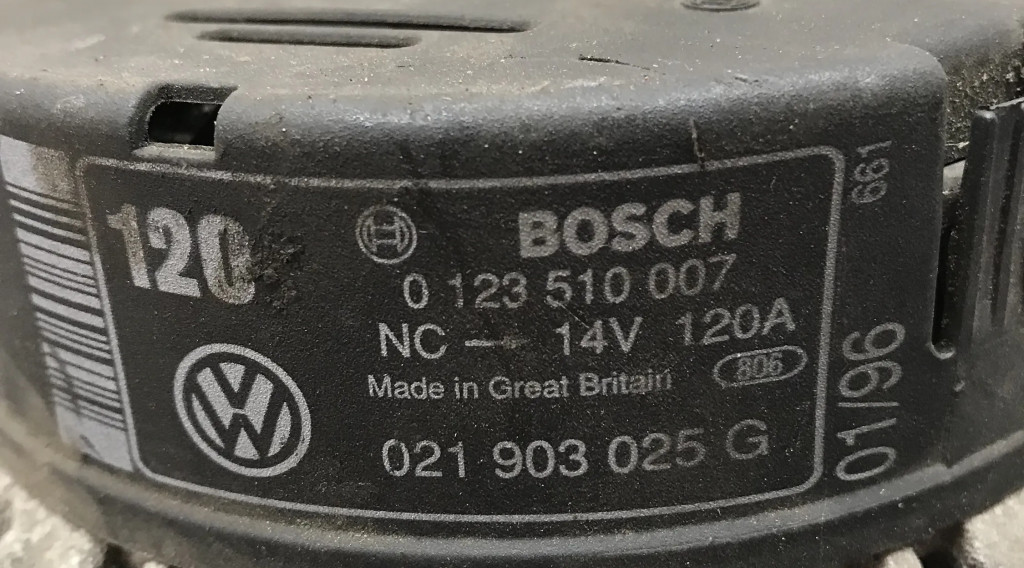 120
BOSCH
0 123 510 007
NC — 14V 120A
Made in Great Britain 806
021 903 025 G
01/96
661